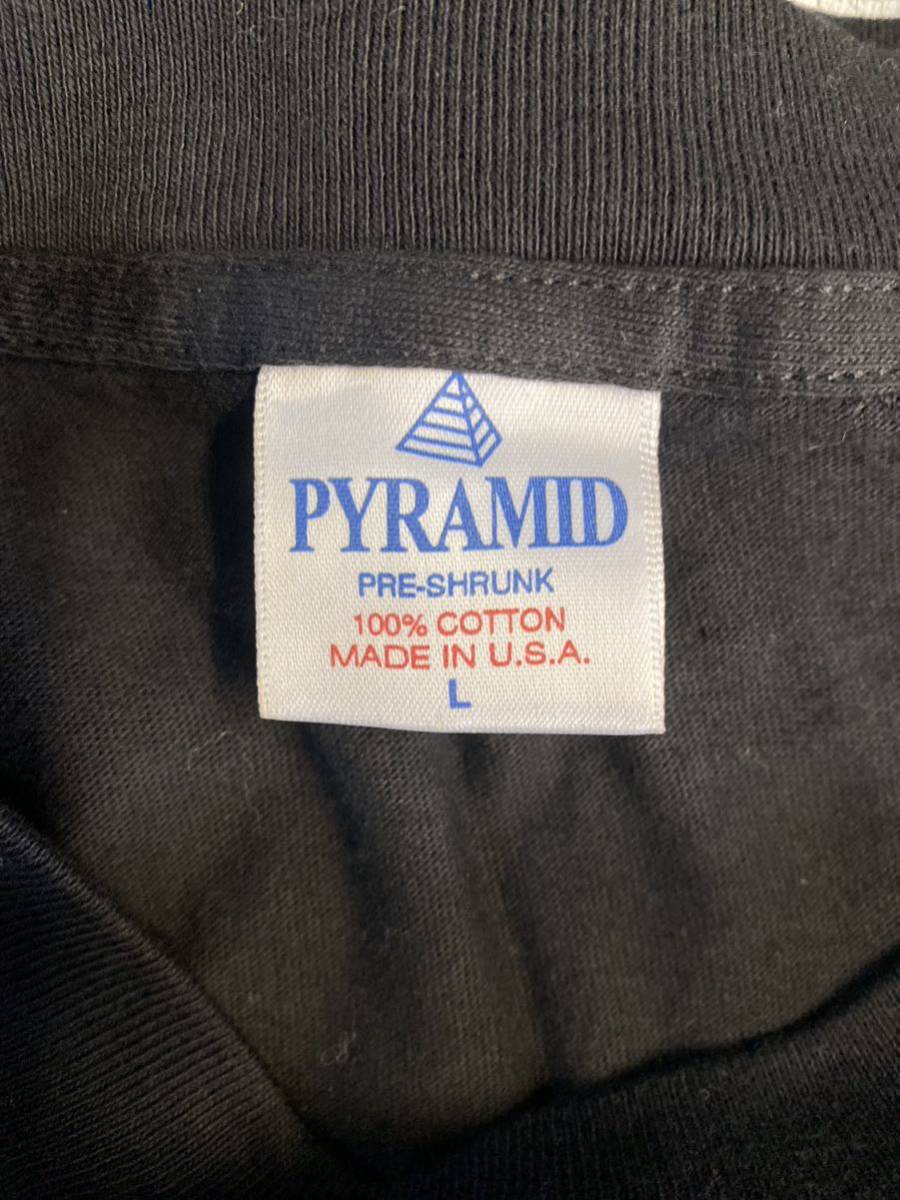 PYRAMID
PRE-SHRUNK
100% COTTON
MADE IN U.S.A.
L